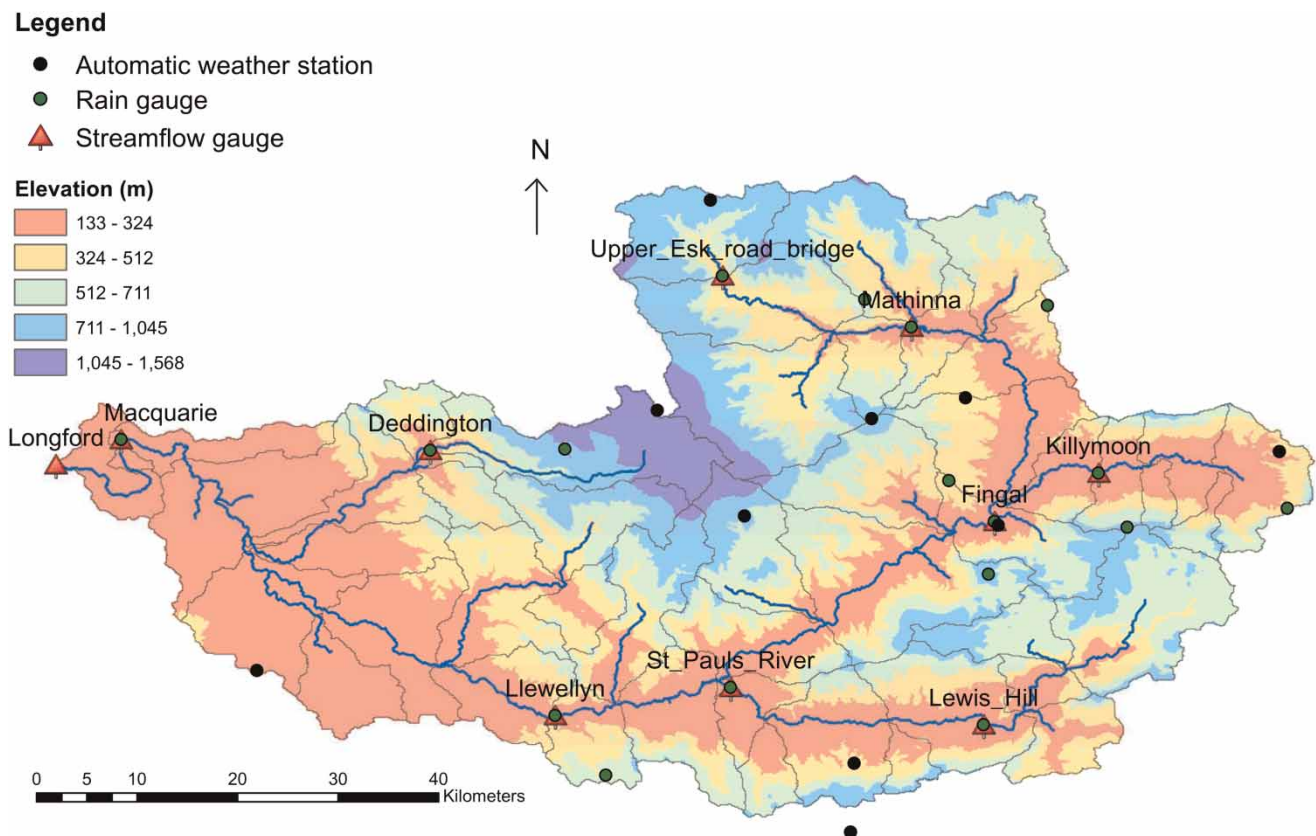 Legend
Automatic weather station
Rain gauge
Streamflow gauge
Elevation (m)
133 - 324
324 - 512
512 - 711
711 - 1,045
1,045 - 1,568
N
Upper_Esk_road_bridge
Mathinna
Macquarie
Longford
Deddington
Killymoon
Fingal
St_Pauls_River
Llewellyn
Lewis_Hill
0 5 10 20 30 40
Kilometers